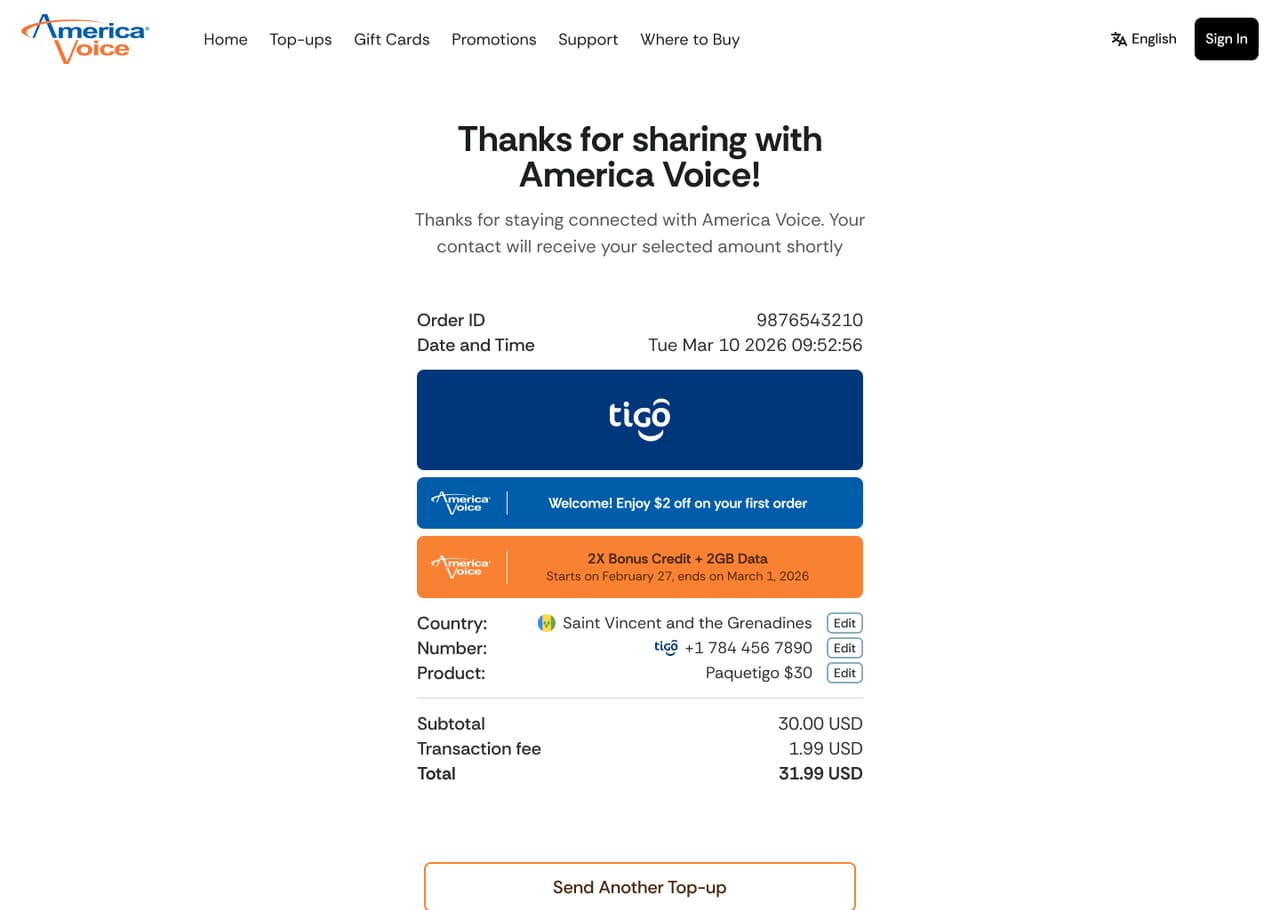 America Voice
Home Top-ups Gift Cards Promotions Support Where to Buy
English
Sign In
Thanks for sharing with
America Voice!
Thanks for staying connected with America Voice. Your
contact will receive your selected amount shortly
Order ID 9876543210
Date and Time Tue Mar 10 2026 09:52:56
tigo
America Voice
Welcome! Enjoy $2 off on your first order
America Voice
2X Bonus Credit + 2GB Data
Starts on February 27, ends on March 1, 2026
Country: Saint Vincent and the Grenadines Edit
Number: tigo +1 784 456 7890 Edit
Product: Paquetigo $30 Edit
Subtotal 30.00 USD
Transaction fee 1.99 USD
Total 31.99 USD
Send Another Top-up